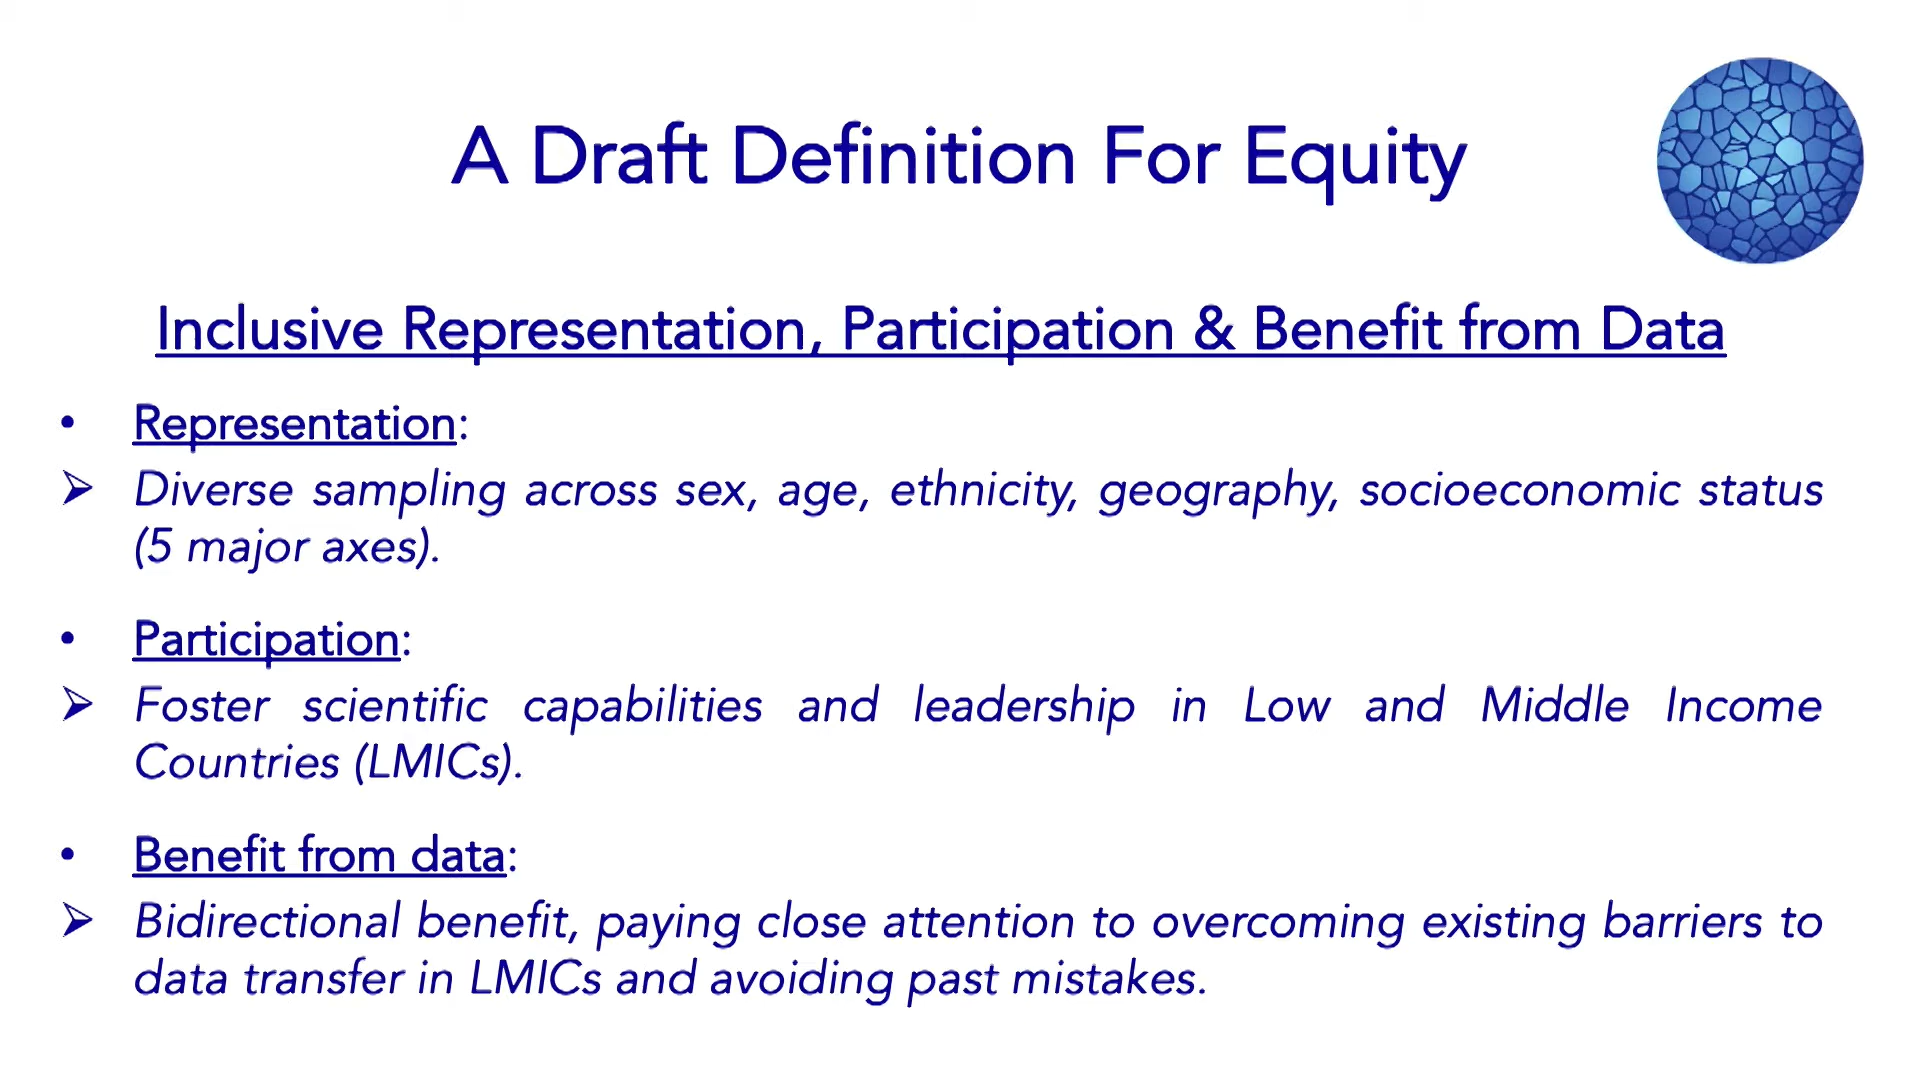 A Draft Definition For Equity
Inclusive Representation, Participation & Benefit from Data
• Representation:
➢ Diverse sampling across sex, age, ethnicity, geography, socioeconomic status
(5 major axes).
• Participation:
➢ Foster scientific capabilities and leadership in Low and Middle Income
Countries (LMICs).
• Benefit from data:
➢ Bidirectional benefit, paying close attention to overcoming existing barriers to
data transfer in LMICs and avoiding past mistakes.